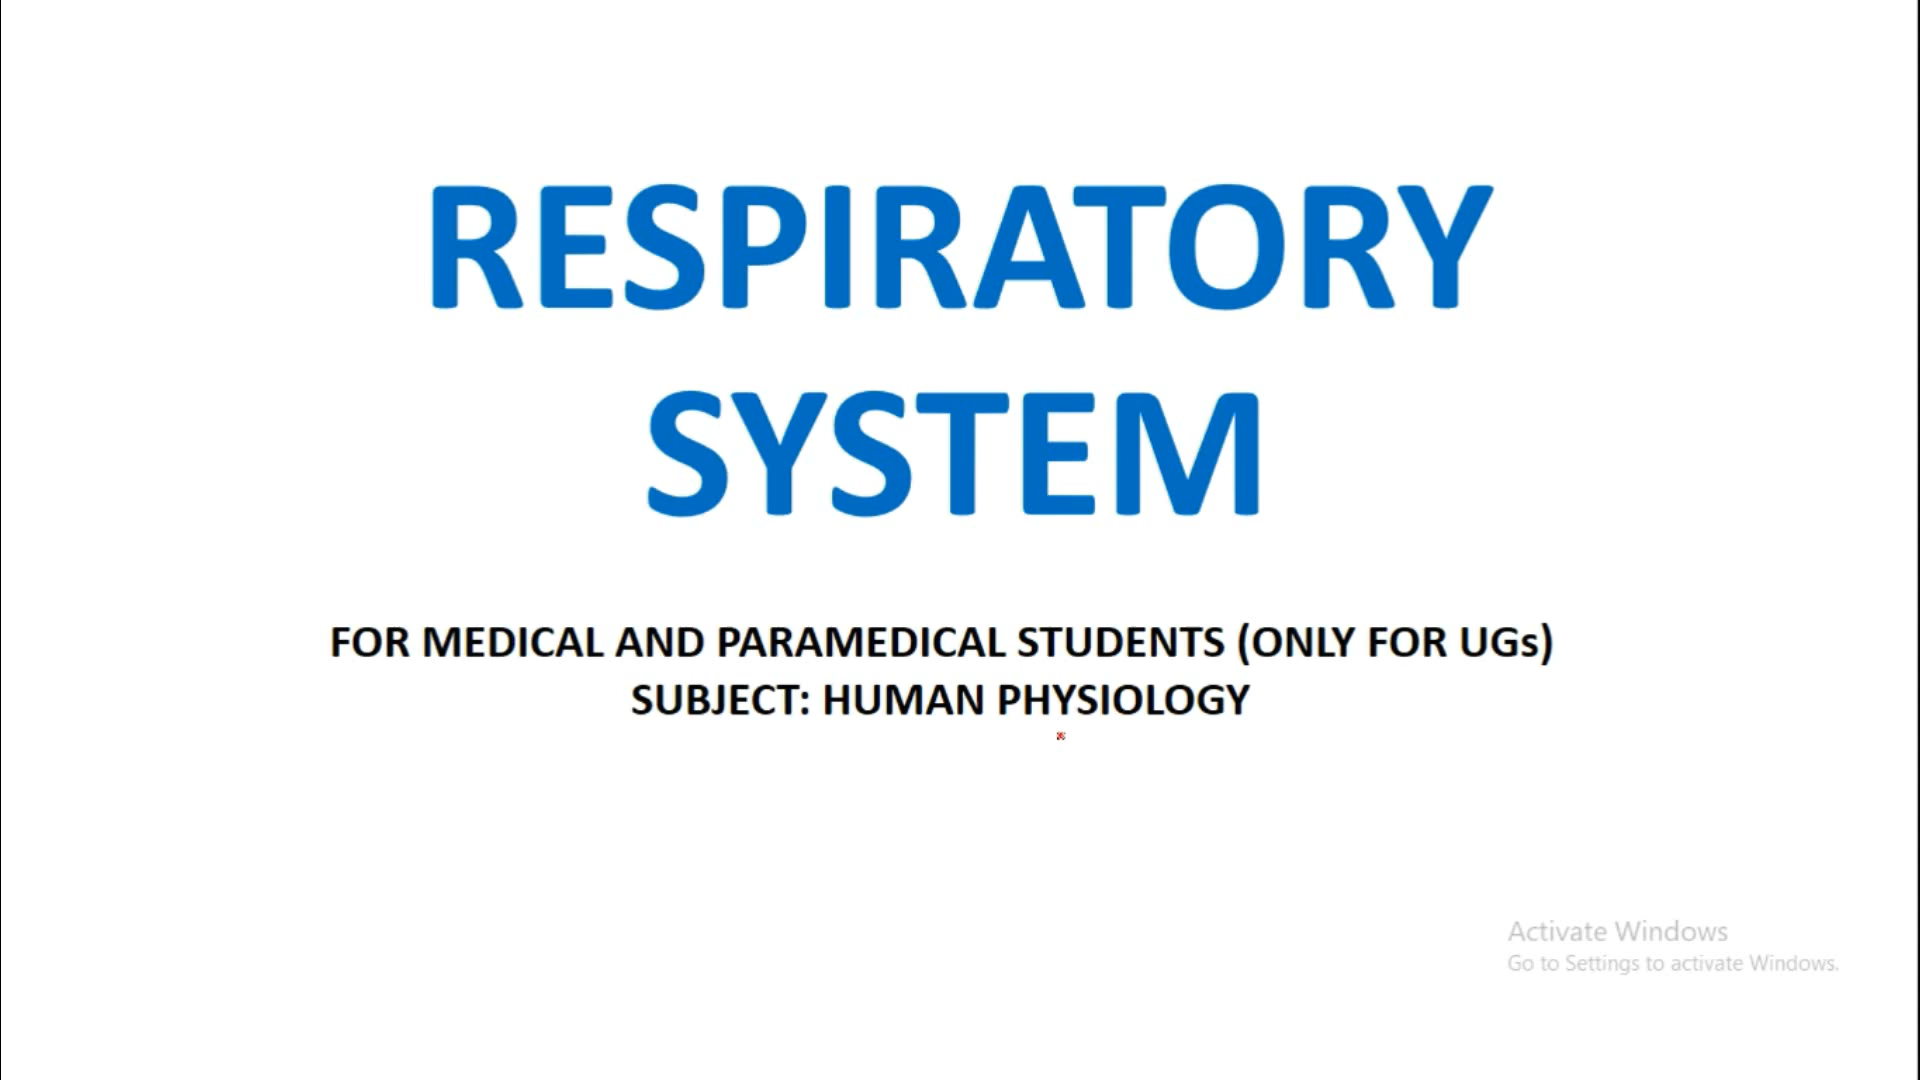 RESPIRATORY
SYSTEM
FOR MEDICAL AND PARAMEDICAL STUDENTS (ONLY FOR UGs)
SUBJECT: HUMAN PHYSIOLOGY
Activate Windows
Go to Settings to activate Windows.